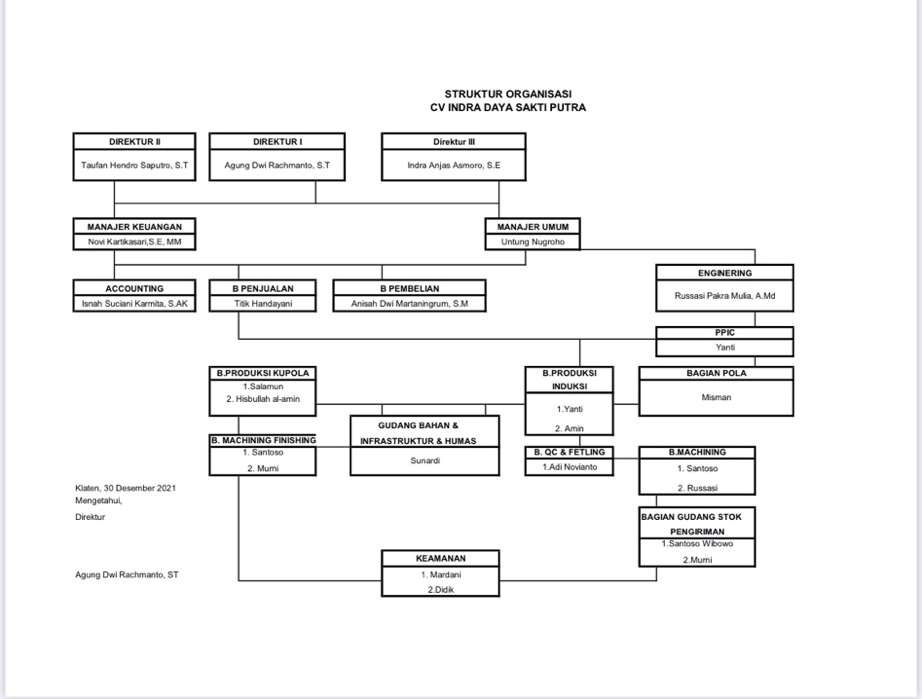 STRUKTUR ORGANISASI
CV INDRA DAYA SAKTI PUTRA
DIREKTUR II
Taufan Hendro Saputro, S.T
DIREKTUR I
Agung Dwi Rachmanto, S.T
Direktur III
Indra Anjas Asmoro, S.E
MANAJER KEUANGAN
Novi Kartikasari,S.E, MM
MANAJER UMUM
Untung Nugroho
ACCOUNTING
Isnah Suciani Karmita, S.AK
B PENJUALAN
Titik Handayani
B PEMBELIAN
Anisah Dwi Martaningrum, S.M
ENGINERING
Russasi Pakra Mulia, A.Md
PPIC
Yanti
B.PRODUKSI KUPOLA
1.Salamun
2. Hisbullah al-amin
B.PRODUKSI
INDUKSI
1.Yanti
2. Amin
BAGIAN POLA
Misman
GUDANG BAHAN &
INFRASTRUKTUR & HUMAS
Sunardi
B. MACHINING FINISHING
1. Santoso
2. Murni
B. QC & FETLING
1.Adi Novianto
B.MACHINING
1. Santoso
2. Russasi
Klaten, 30 Desember 2021
Mengetahui,
Direktur
BAGIAN GUDANG STOK
PENGIRIMAN
1.Santoso Wibowo
2.Murni
KEAMANAN
1. Mardani
2.Didik
Agung Dwi Rachmanto, ST